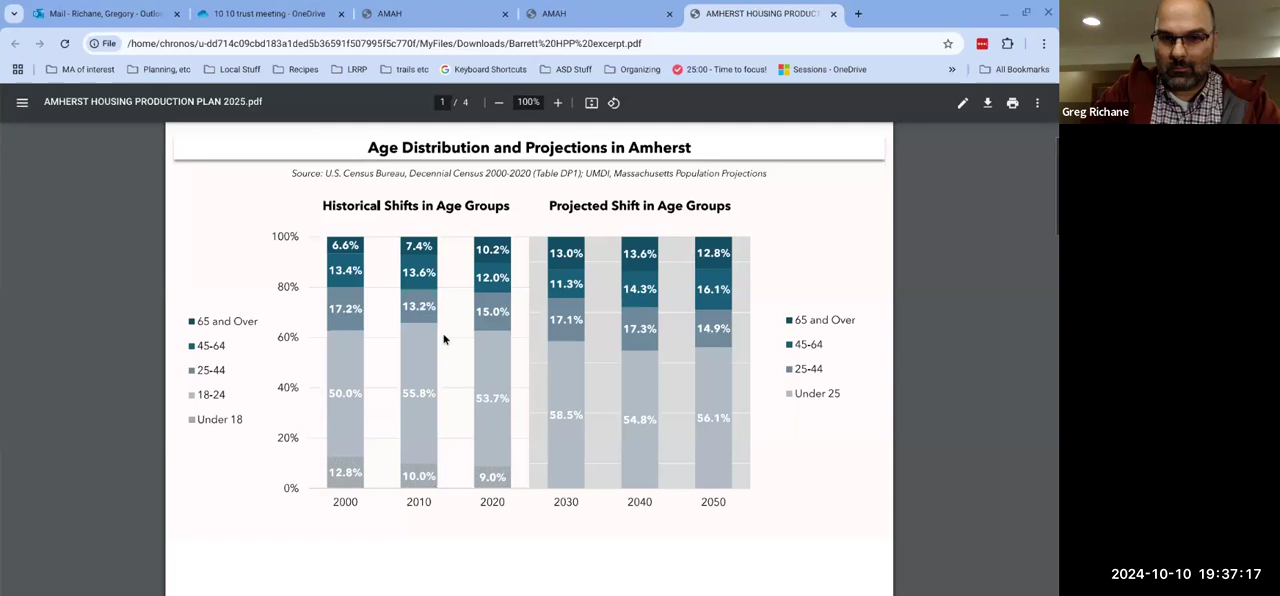 Mail - Richane, Gregory - Outlo
10 10 trust meeting - OneDrive
AMAH
AMAH
AMHERST HOUSING PRODUCT
File
/home/chronos/u-dd714c09cbd183a1ded5b36591f507995f5c770f/MyFiles/Downloads/Barrett%20HPP%20excerpt.pdf
MA of interest
Planning, etc
Local Stuff
Recipes
LRRP
trails etc
Keyboard Shortcuts
ASD Stuff
Organizing
25:00 - Time to focus!
Sessions - OneDrive
»
All Bookmarks
AMHERST HOUSING PRODUCTION PLAN 2025.pdf
1 / 4
100%
Greg Richane
Age Distribution and Projections in Amherst
Source: U.S. Census Bureau, Decennial Census 2000-2020 (Table DP1); UMDI, Massachusetts Population Projections
Historical Shifts in Age Groups
Projected Shift in Age Groups
100%
80%
60%
40%
20%
0%
6.6% 7.4% 10.2% 13.0% 13.6% 12.8%
13.4% 13.6% 12.0% 11.3% 14.3% 16.1%
17.2% 13.2% 15.0% 17.1% 17.3% 14.9%
50.0% 55.8% 53.7% 58.5% 54.8% 56.1%
12.8% 10.0% 9.0%
2000 2010 2020 2030 2040 2050
65 and Over
45-64
25-44
18-24
Under 18
65 and Over
45-64
25-44
Under 25
2024-10-10 19:37:17